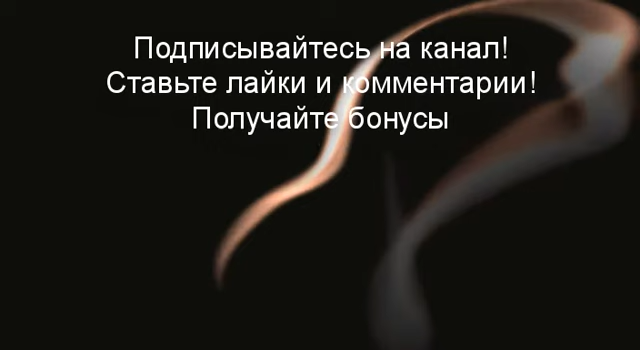 Подписывайтесь на канал!
Ставьте лайки и комментарии!
Получайте бонусы